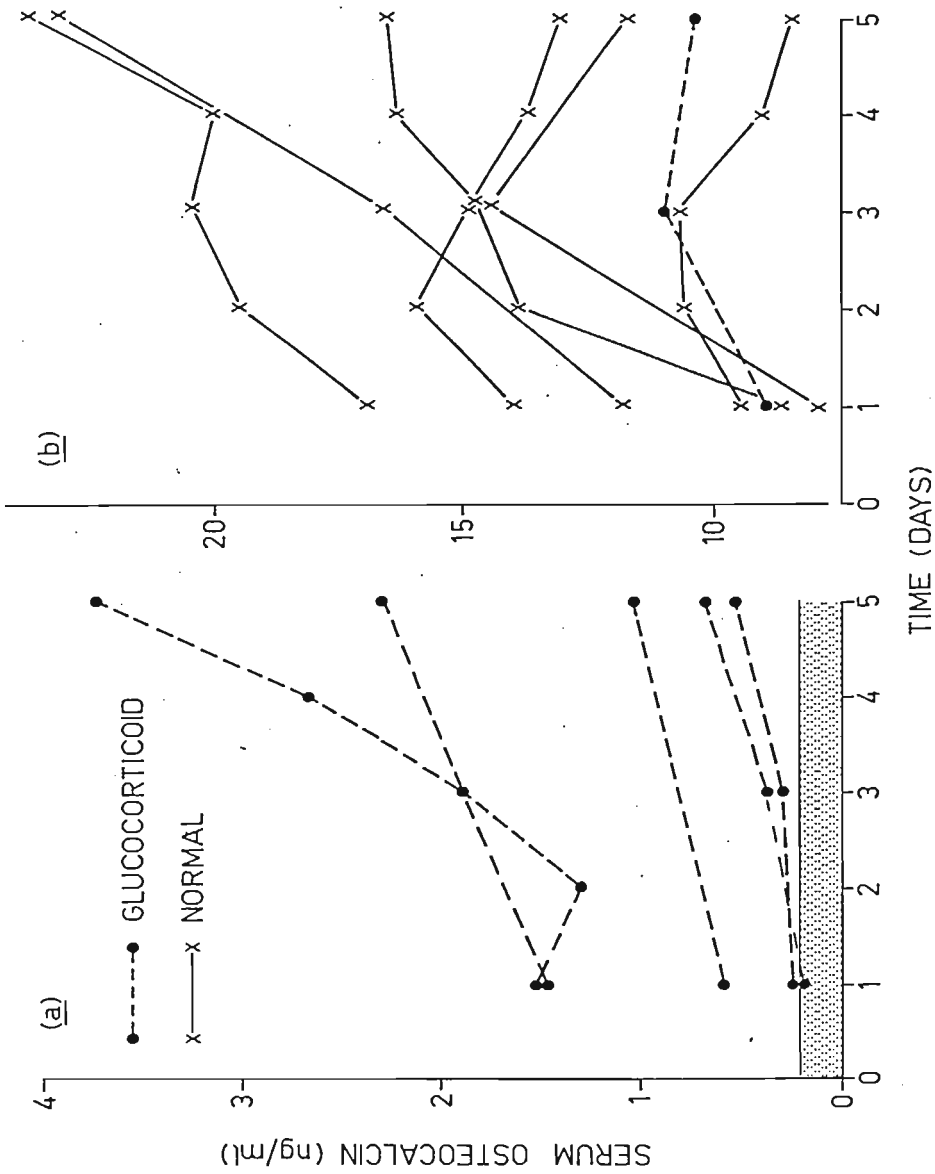 (a)
●---● GLUCOCORTICOID
x—x NORMAL
SERUM OSTEOCALCIN (ng/ml)
4
3
2
1
0
0 1 2 3 4 5
(b)
20
15
10
0 1 2 3 4 5
TIME (DAYS)